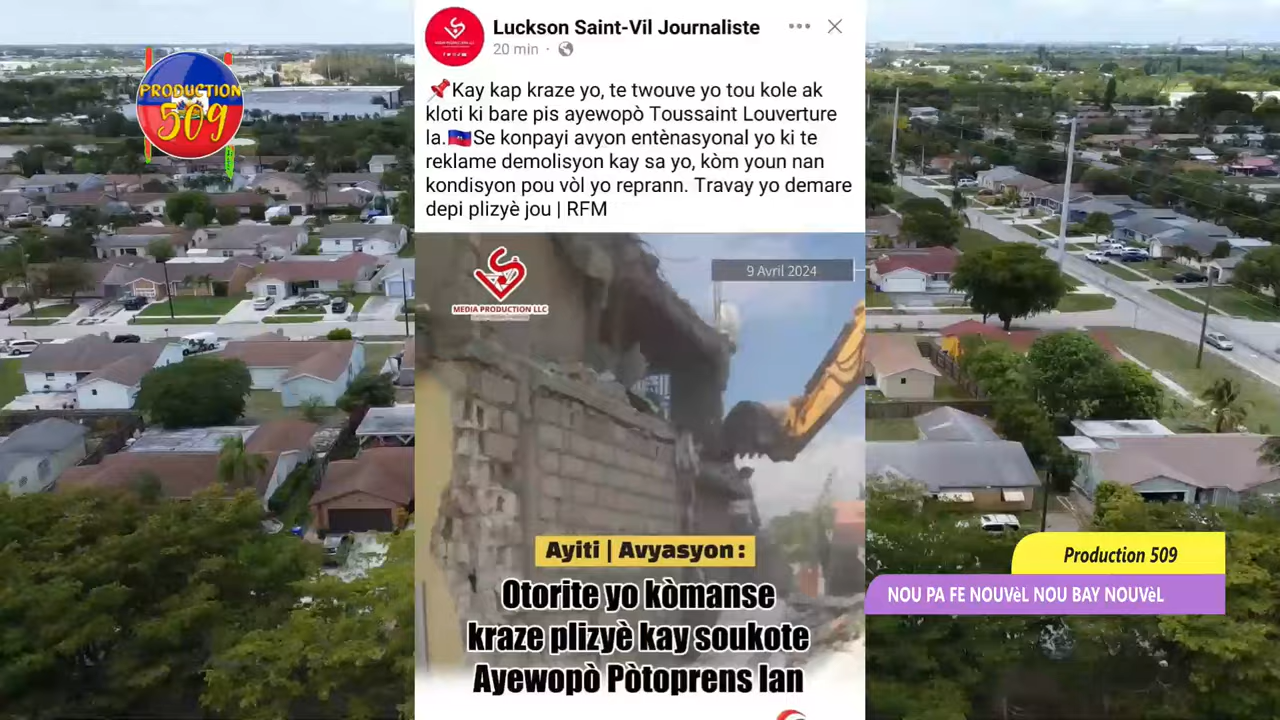 Luckson Saint-Vil Journaliste
20 min
📌Kay kap kraze yo, te twouve yo tou kole ak
kloti ki bare pis ayewopò Toussaint Louverture
la.🇭🇹Se konpayi avyon entènasyonal yo ki te
reklame demolisyon kay sa yo, kòm youn nan
kondisyon pou vòl yo reprann. Travay yo demare
depi plizyè jou | RFM
PRODUCTION
509
9 Avril 2024
MEDIA PRODUCTION LLC
Ayiti | Avyasyon :
Otorite yo kòmanse
kraze plizyè kay soukote
Ayewopò Pòtoprens lan
Production 509
NOU PA FE NOUVèL NOU BAY NOUVèL